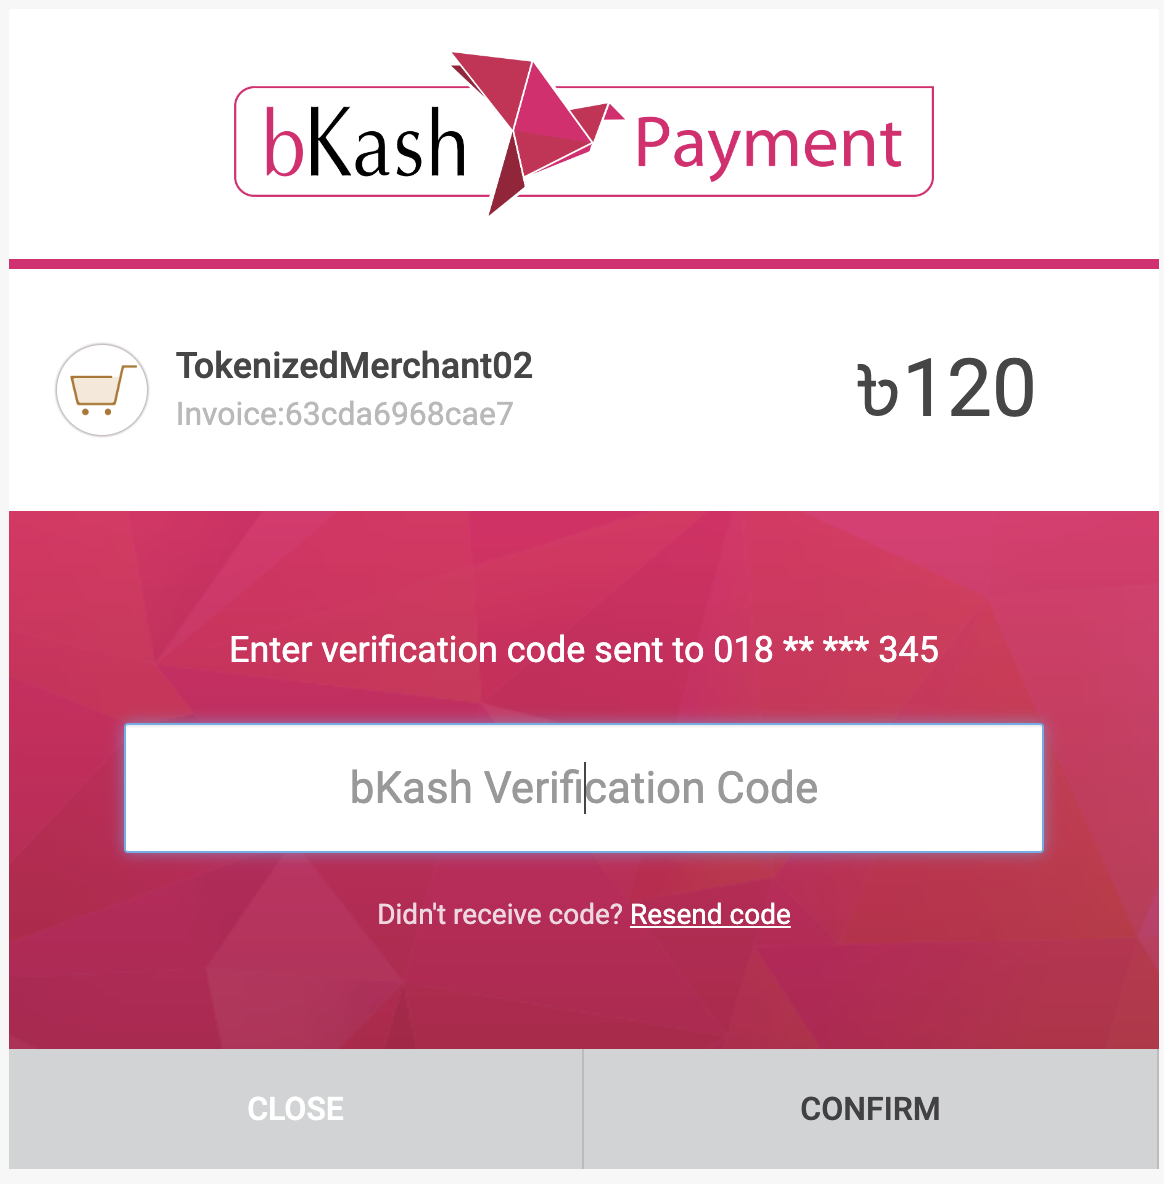 bKash Payment
TokenizedMerchant02
৳120
Invoice:63cda6968cae7
Enter verification code sent to 018 ** *** 345
bKash Verification Code
Didn't receive code? Resend code
CLOSE
CONFIRM